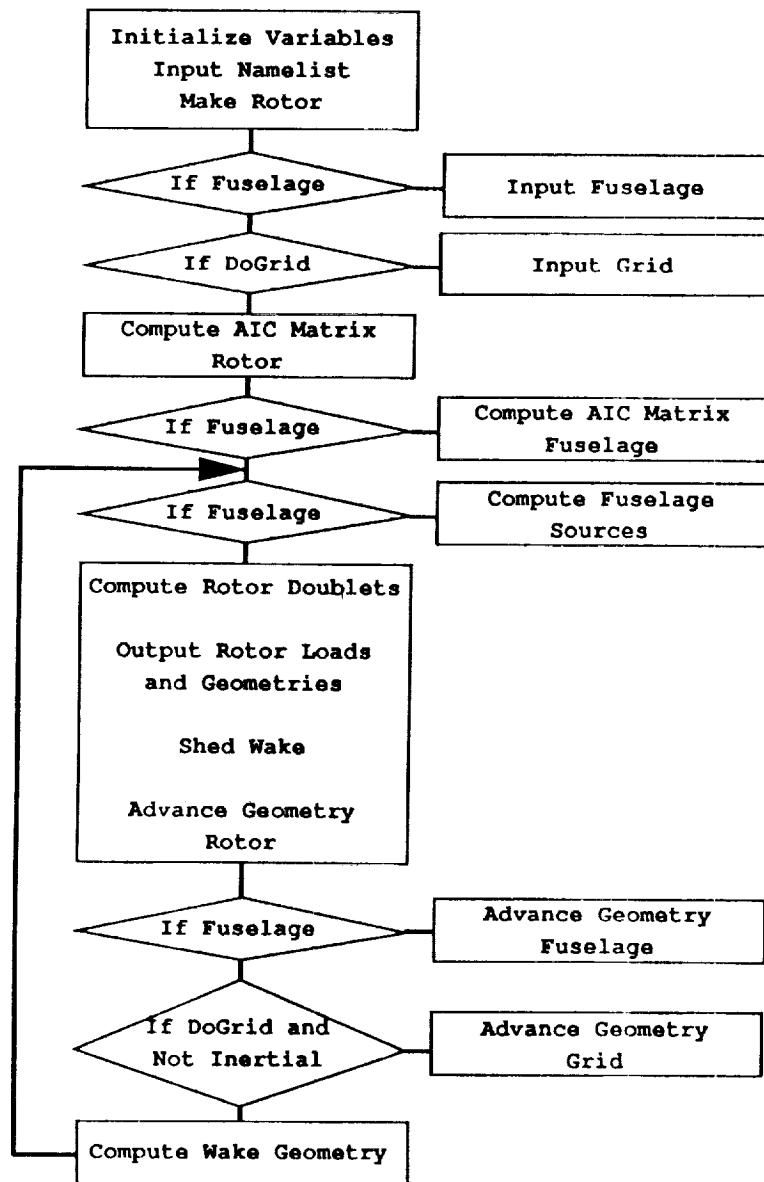 Initialize Variables
Input Namelist
Make Rotor
If Fuselage
Input Fuselage
If DoGrid
Input Grid
Compute AIC Matrix
Rotor
If Fuselage
Compute AIC Matrix
Fuselage
If Fuselage
Compute Fuselage
Sources
Compute Rotor Doublets
Output Rotor Loads
and Geometries
Shed Wake
Advance Geometry
Rotor
If Fuselage
Advance Geometry
Fuselage
If DoGrid and
Not Inertial
Advance Geometry
Grid
Compute Wake Geometry